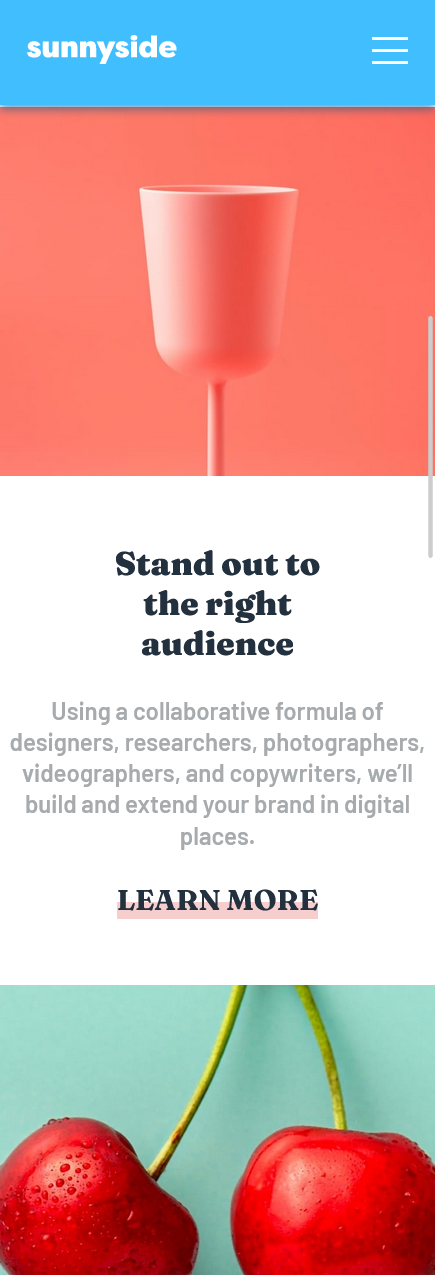 sunnyside
Stand out to
the right
audience
Using a collaborative formula of
designers, researchers, photographers,
videographers, and copywriters, we’ll
build and extend your brand in digital
places.
LEARN MORE